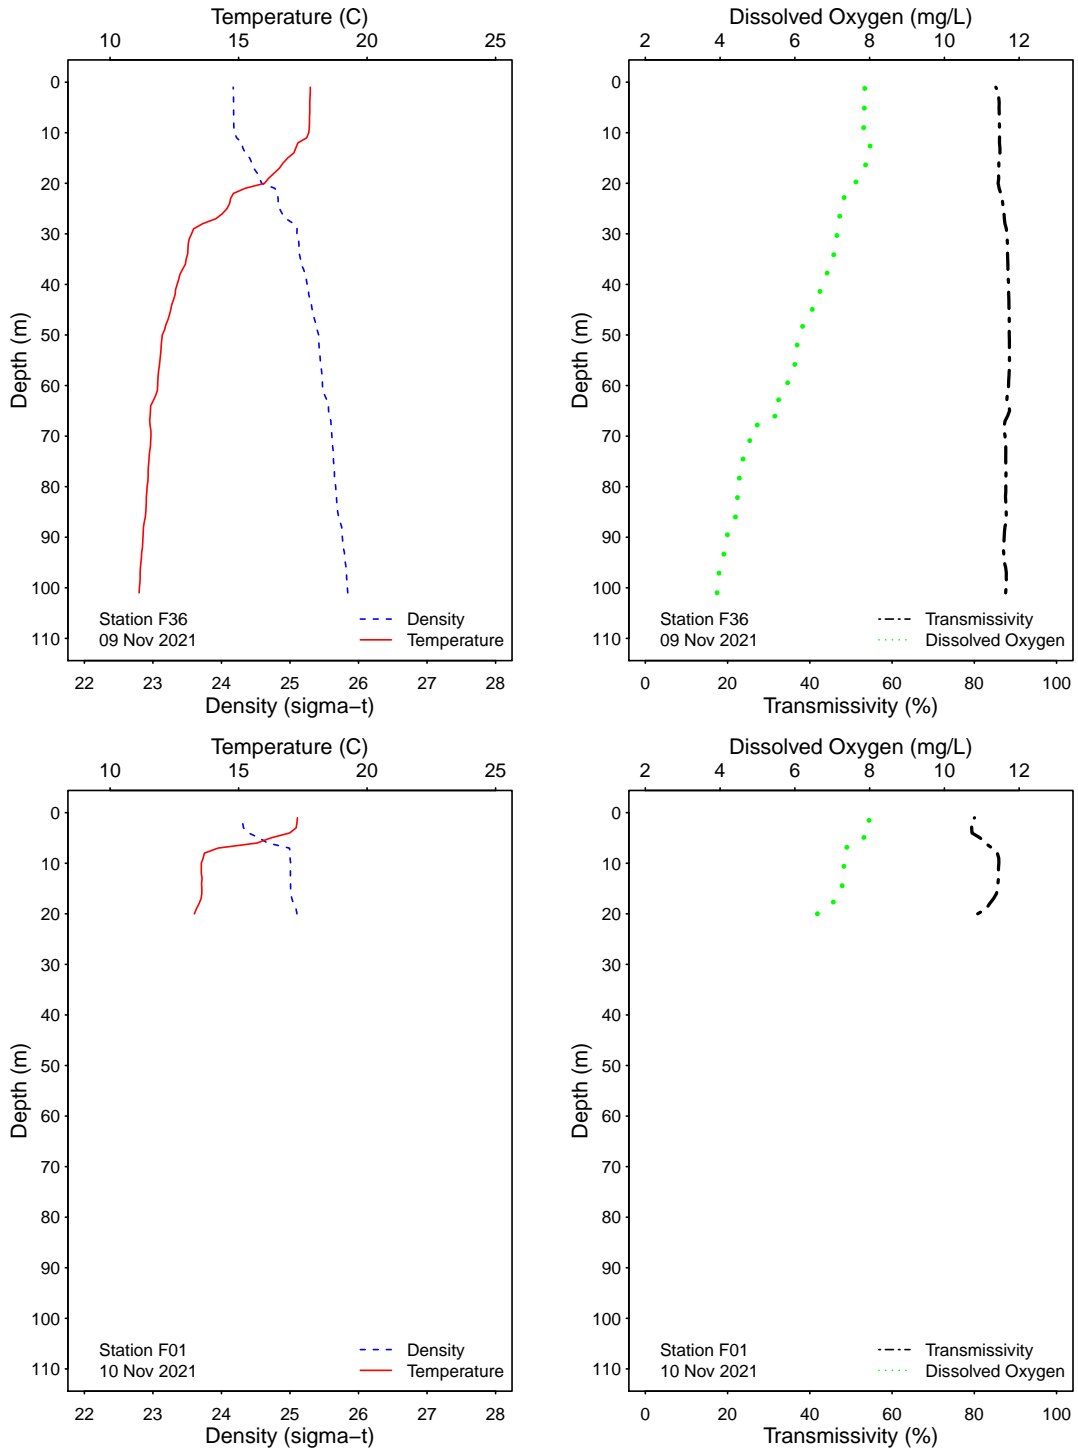 Temperature (C)
10 15 20 25
0
10
20
30
40
50
60
70
80
90
100
110
Depth (m)
Station F36
09 Nov 2021
Density
Temperature
22 23 24 25 26 27 28
Density (sigma−t)
Dissolved Oxygen (mg/L)
2 4 6 8 10 12
0
10
20
30
40
50
60
70
80
90
100
110
Depth (m)
Station F36
09 Nov 2021
Transmissivity
Dissolved Oxygen
0 20 40 60 80 100
Transmissivity (%)
Temperature (C)
10 15 20 25
0
10
20
30
40
50
60
70
80
90
100
110
Depth (m)
Station F01
10 Nov 2021
Density
Temperature
22 23 24 25 26 27 28
Density (sigma−t)
Dissolved Oxygen (mg/L)
2 4 6 8 10 12
0
10
20
30
40
50
60
70
80
90
100
110
Depth (m)
Station F01
10 Nov 2021
Transmissivity
Dissolved Oxygen
0 20 40 60 80 100
Transmissivity (%)